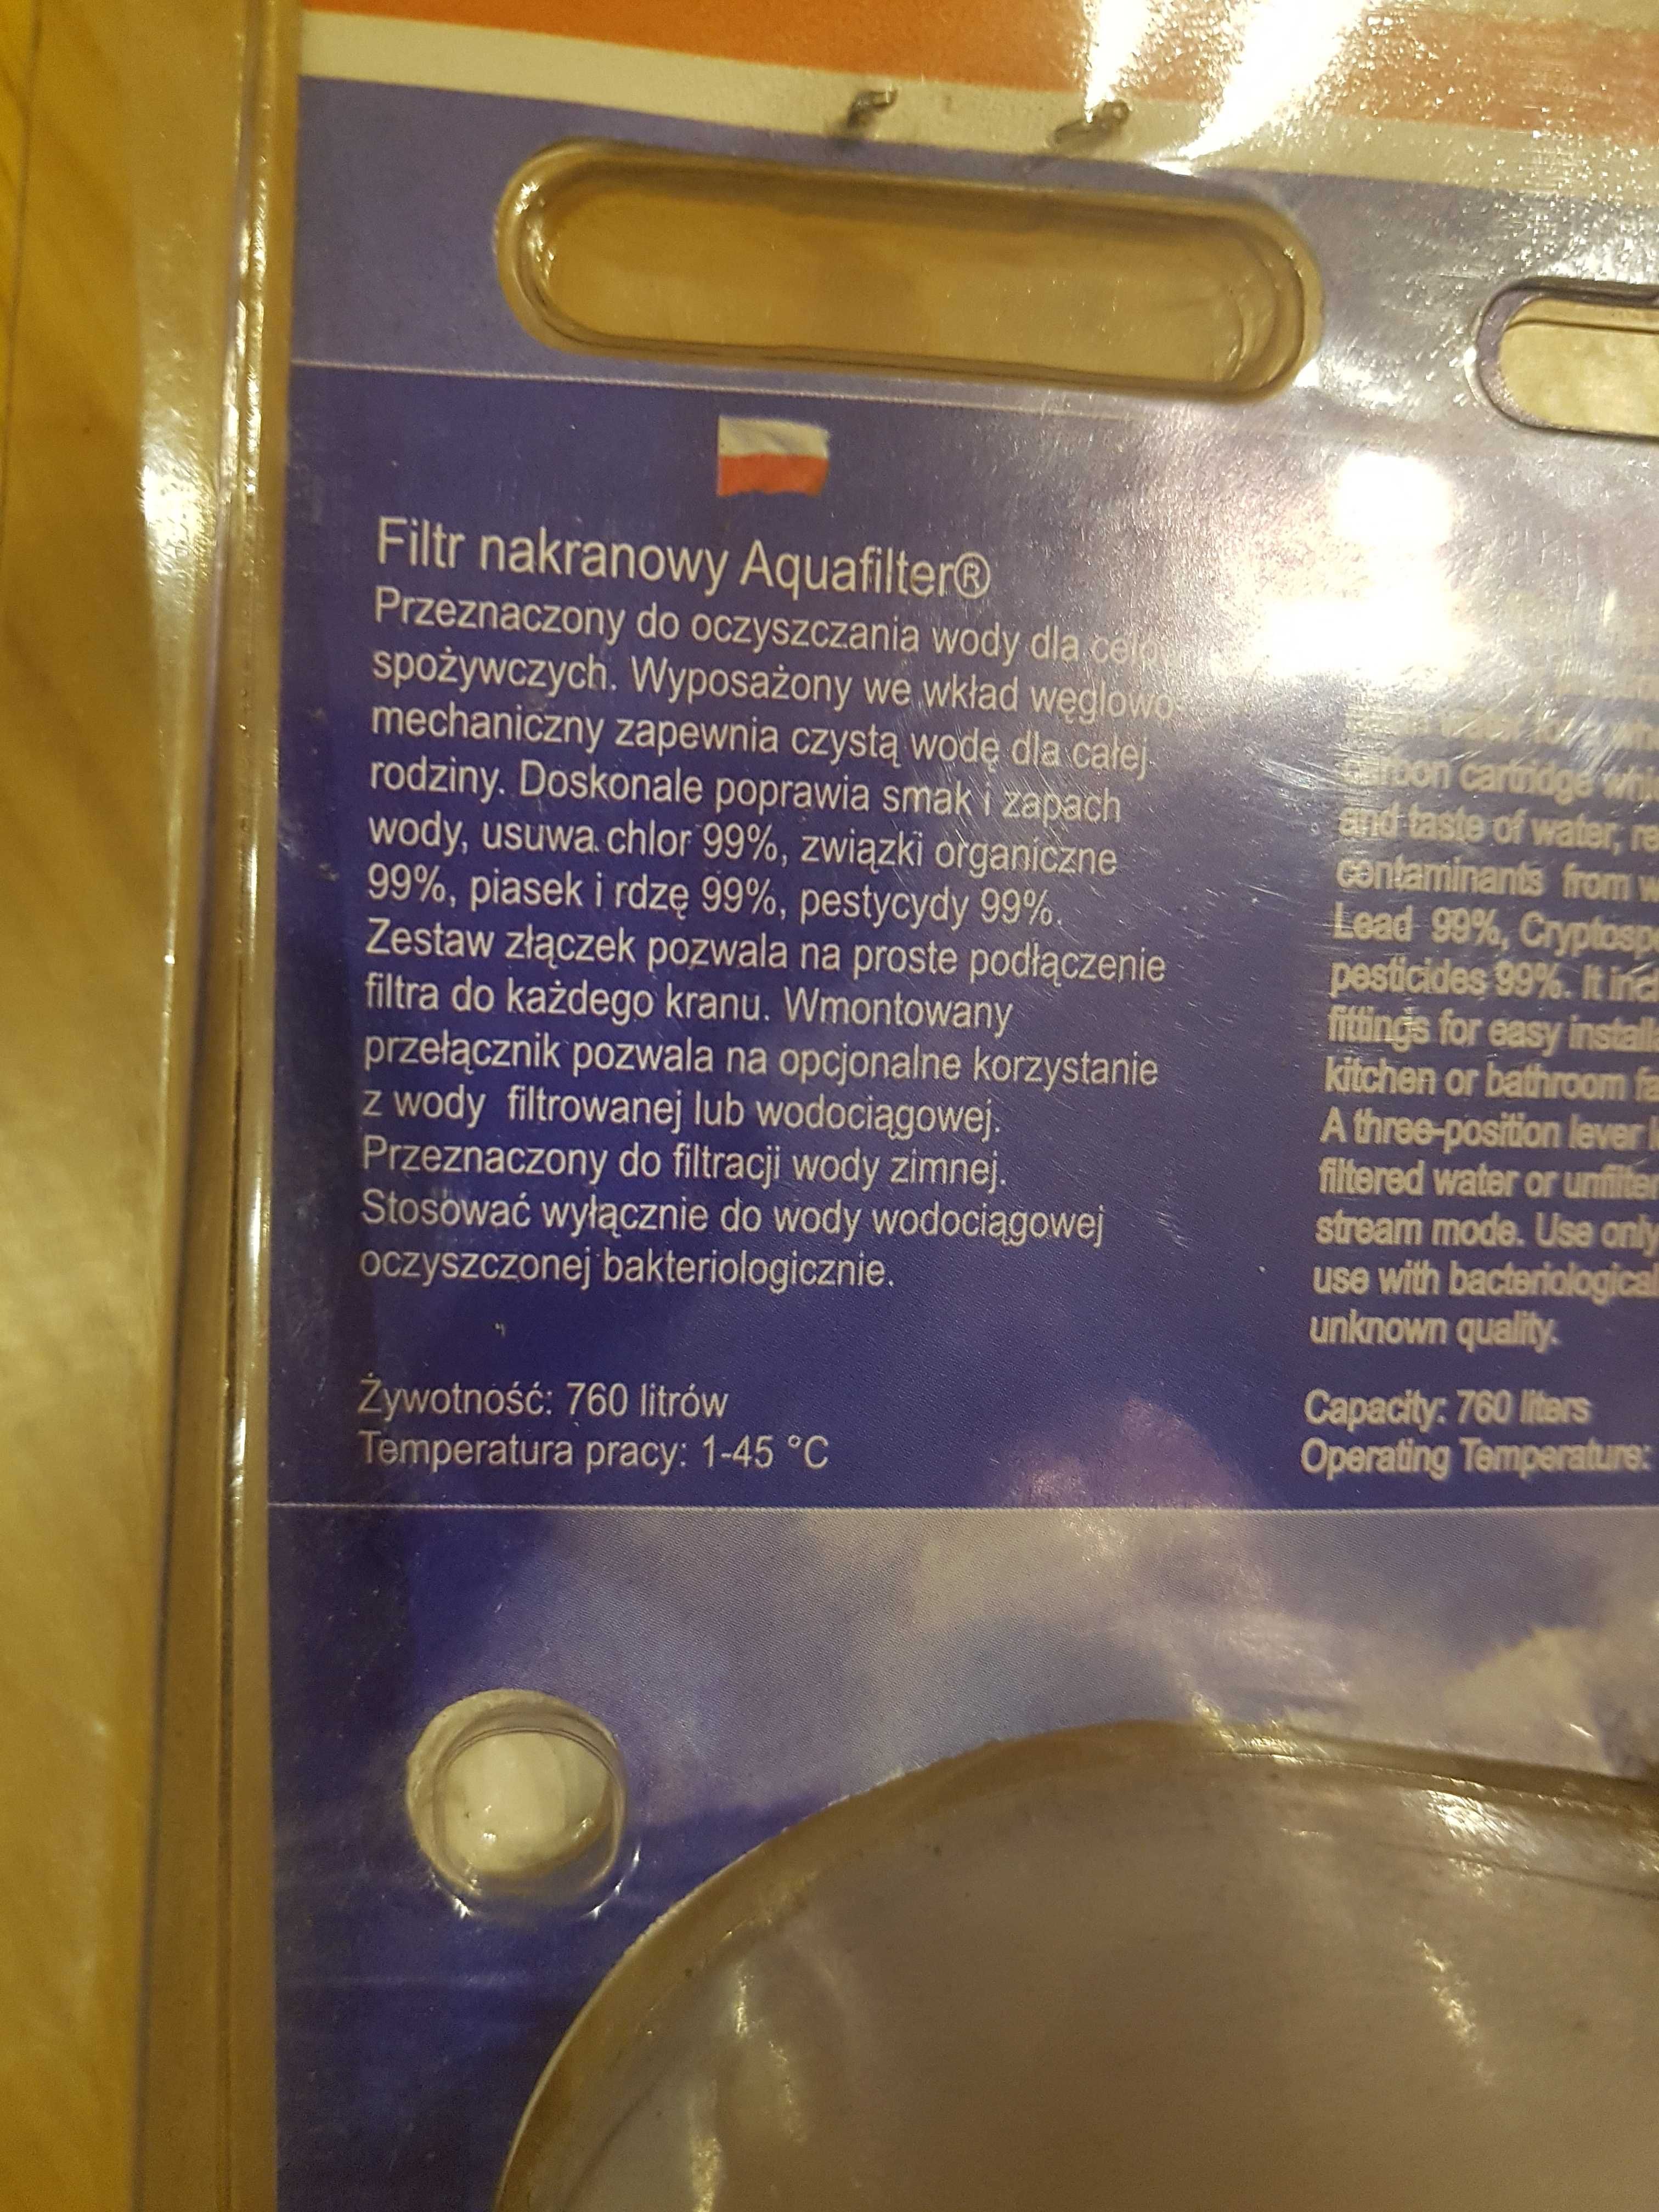 Filtr nakranowy Aquafilter®
Przeznaczony do oczyszczania wody dla celów
spożywczych. Wyposażony we wkład węglowo-
mechaniczny zapewnia czystą wodę dla całej
rodziny. Doskonale poprawia smak i zapach
wody, usuwa chlor 99%, związki organiczne
99%, piasek i rdzę 99%, pestycydy 99%.
Zestaw złączek pozwala na proste podłączenie
filtra do każdego kranu. Wmontowany
przełącznik pozwala na opcjonalne korzystanie
z wody filtrowanej lub wodociągowej.
Przeznaczony do filtracji wody zimnej.
Stosować wyłącznie do wody wodociągowej
oczyszczonej bakteriologicznie.
Żywotność: 760 litrów
Temperatura pracy: 1-45 °C
carbon cartridge
and taste of water,
contaminants from
Lead 99%,
pesticides 99%. It
fittings for easy
kitchen or bathroom
A three-position lever
filtered water or
stream mode. Use only
use with
unknown quality.
Capacity: 760 liters
Operating Temperature: